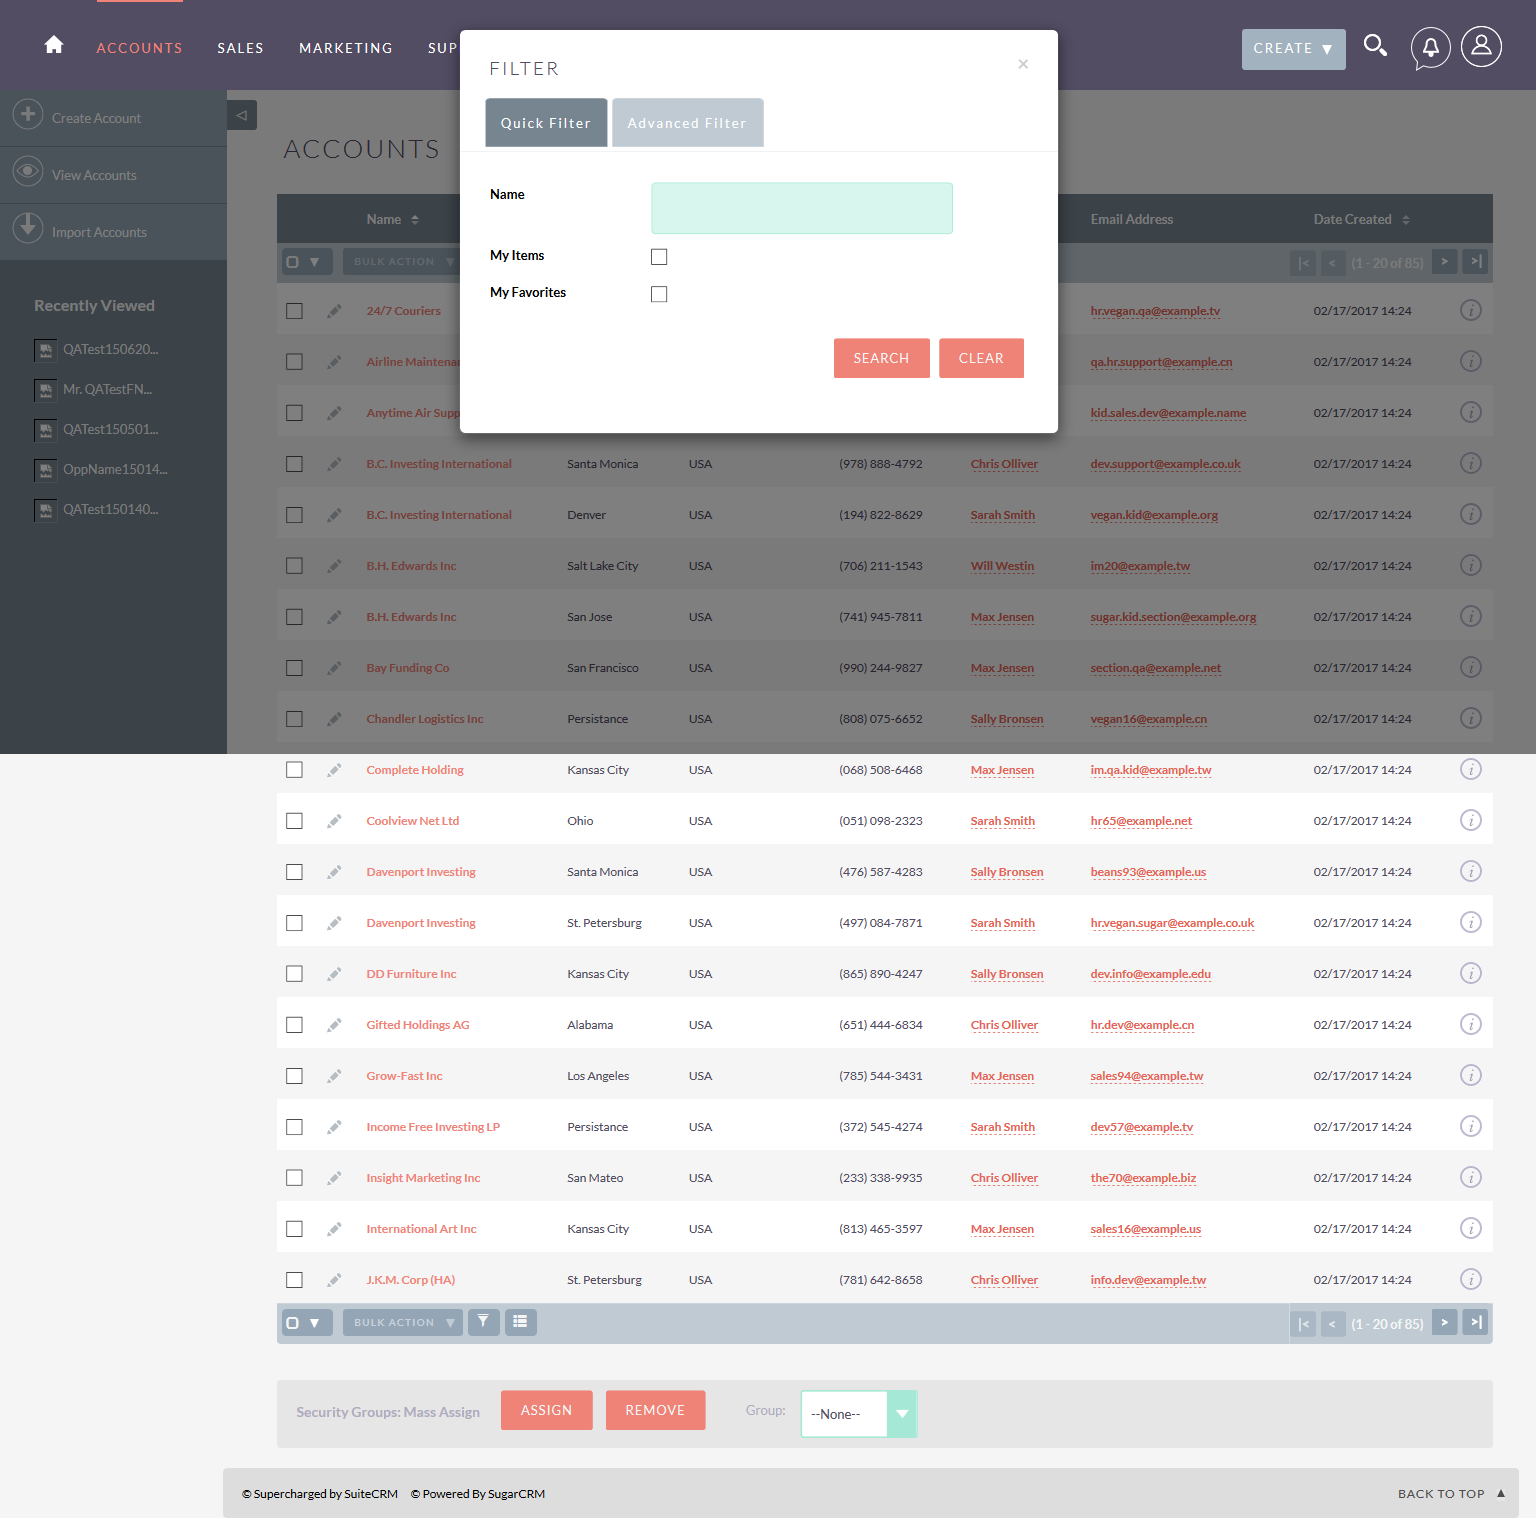 ACCOUNTS SALES MARKETING SUP CREATE ▼
FILTER ×
Quick Filter Advanced Filter
Name
My Items
My Favorites
SEARCH CLEAR
Create Account
View Accounts
Import Accounts
Recently Viewed
QATest150620...
Mr. QATestFN...
QATest150501...
OppName15014...
QATest150140...
ACCOUNTS
Name Email Address Date Created
BULK ACTION ▼ (1 - 20 of 85)
24/7 Couriers hr.vegan.qa@example.tv 02/17/2017 14:24
Airline Maintenan qa.hr.support@example.cn 02/17/2017 14:24
Anytime Air Supp kid.sales.dev@example.name 02/17/2017 14:24
B.C. Investing International Santa Monica USA (978) 888-4792 Chris Olliver dev.support@example.co.uk 02/17/2017 14:24
B.C. Investing International Denver USA (194) 822-8629 Sarah Smith vegan.kid@example.org 02/17/2017 14:24
B.H. Edwards Inc Salt Lake City USA (706) 211-1543 Will Westin im20@example.tw 02/17/2017 14:24
B.H. Edwards Inc San Jose USA (741) 945-7811 Max Jensen sugar.kid.section@example.org 02/17/2017 14:24
Bay Funding Co San Francisco USA (990) 244-9827 Max Jensen section.qa@example.net 02/17/2017 14:24
Chandler Logistics Inc Persistance USA (808) 075-6652 Sally Bronsen vegan16@example.cn 02/17/2017 14:24
Complete Holding Kansas City USA (068) 508-6468 Max Jensen im.qa.kid@example.tw 02/17/2017 14:24
Coolview Net Ltd Ohio USA (051) 098-2323 Sarah Smith hr65@example.net 02/17/2017 14:24
Davenport Investing Santa Monica USA (476) 587-4283 Sally Bronsen beans93@example.us 02/17/2017 14:24
Davenport Investing St. Petersburg USA (497) 084-7871 Sarah Smith hr.vegan.sugar@example.co.uk 02/17/2017 14:24
DD Furniture Inc Kansas City USA (865) 890-4247 Sally Bronsen dev.info@example.edu 02/17/2017 14:24
Gifted Holdings AG Alabama USA (651) 444-6834 Chris Olliver hr.dev@example.cn 02/17/2017 14:24
Grow-Fast Inc Los Angeles USA (785) 544-3431 Max Jensen sales94@example.tw 02/17/2017 14:24
Income Free Investing LP Persistance USA (372) 545-4274 Sarah Smith dev57@example.tv 02/17/2017 14:24
Insight Marketing Inc San Mateo USA (233) 338-9935 Chris Olliver the70@example.biz 02/17/2017 14:24
International Art Inc Kansas City USA (813) 465-3597 Max Jensen sales16@example.us 02/17/2017 14:24
J.K.M. Corp (HA) St. Petersburg USA (781) 642-8658 Chris Olliver info.dev@example.tw 02/17/2017 14:24
BULK ACTION ▼ (1 - 20 of 85)
Security Groups: Mass Assign ASSIGN REMOVE Group: --None--
© Supercharged by SuiteCRM © Powered By SugarCRM BACK TO TOP ▲